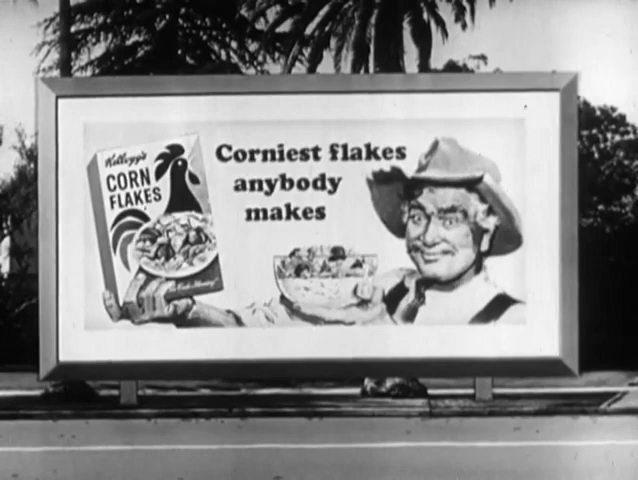 Kellogg's
CORN
FLAKES
Corniest flakes
anybody
makes